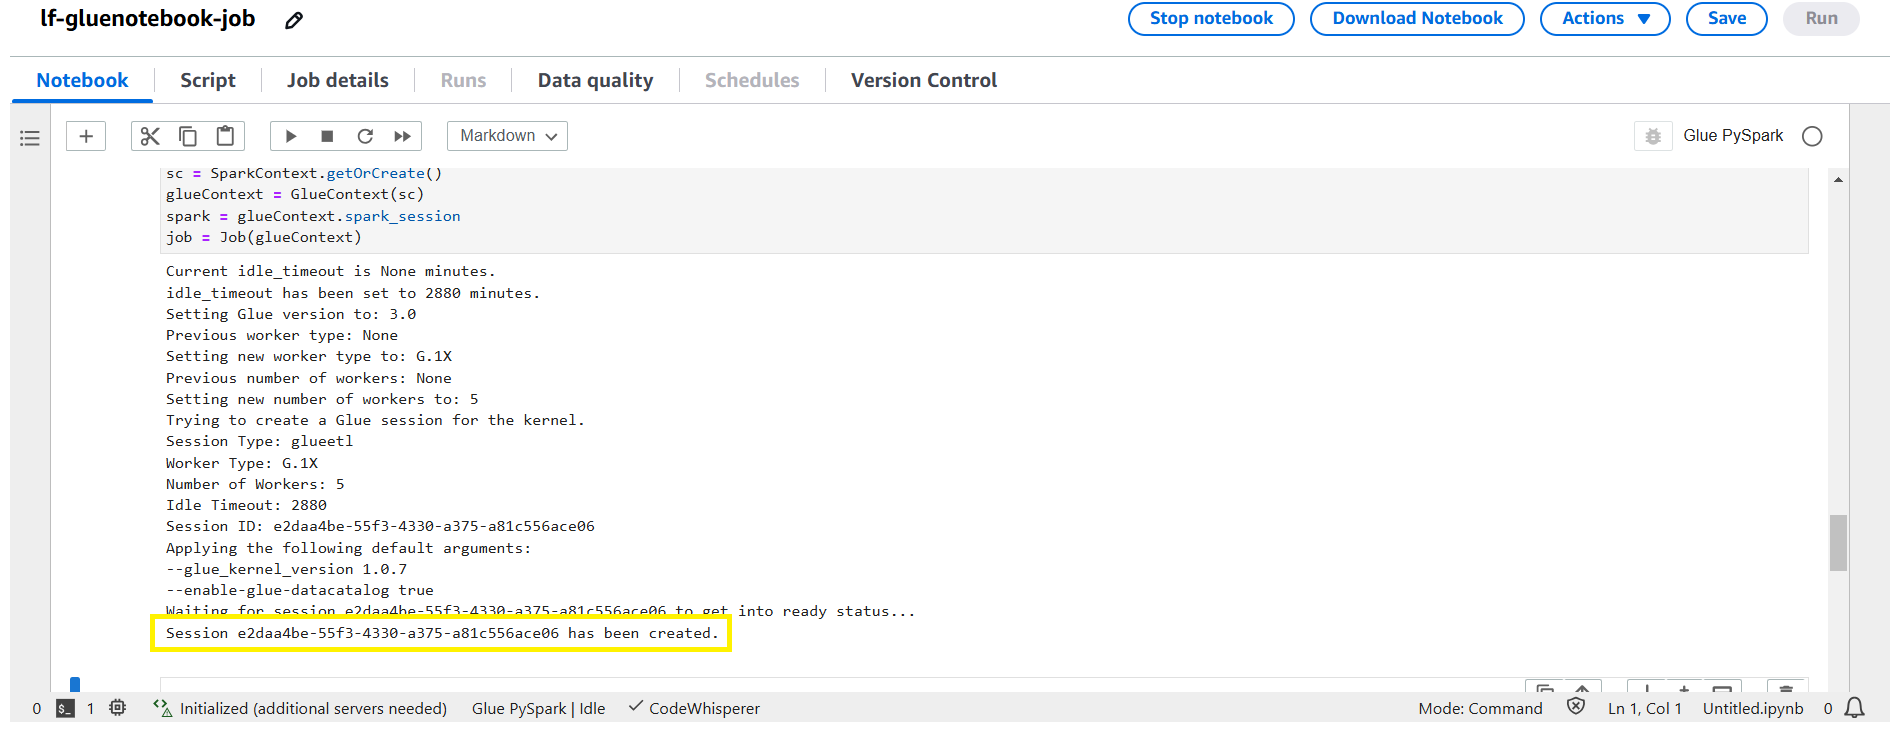 lf-gluenotebook-job
Stop notebook Download Notebook Actions Save Run
Notebook Script Job details Runs Data quality Schedules Version Control
Markdown Glue PySpark
sc = SparkContext.getOrCreate()
glueContext = GlueContext(sc)
spark = glueContext.spark_session
job = Job(glueContext)
Current idle_timeout is None minutes.
idle_timeout has been set to 2880 minutes.
Setting Glue version to: 3.0
Previous worker type: None
Setting new worker type to: G.1X
Previous number of workers: None
Setting new number of workers to: 5
Trying to create a Glue session for the kernel.
Session Type: glueetl
Worker Type: G.1X
Number of Workers: 5
Idle Timeout: 2880
Session ID: e2daa4be-55f3-4330-a375-a81c556ace06
Applying the following default arguments:
--glue_kernel_version 1.0.7
--enable-glue-datacatalog true
Waiting for session e2daa4be-55f3-4330-a375-a81c556ace06 to get into ready status...
Session e2daa4be-55f3-4330-a375-a81c556ace06 has been created.
0 $_ 1 Initialized (additional servers needed) Glue PySpark | Idle CodeWhisperer Mode: Command Ln 1, Col 1 Untitled.ipynb 0